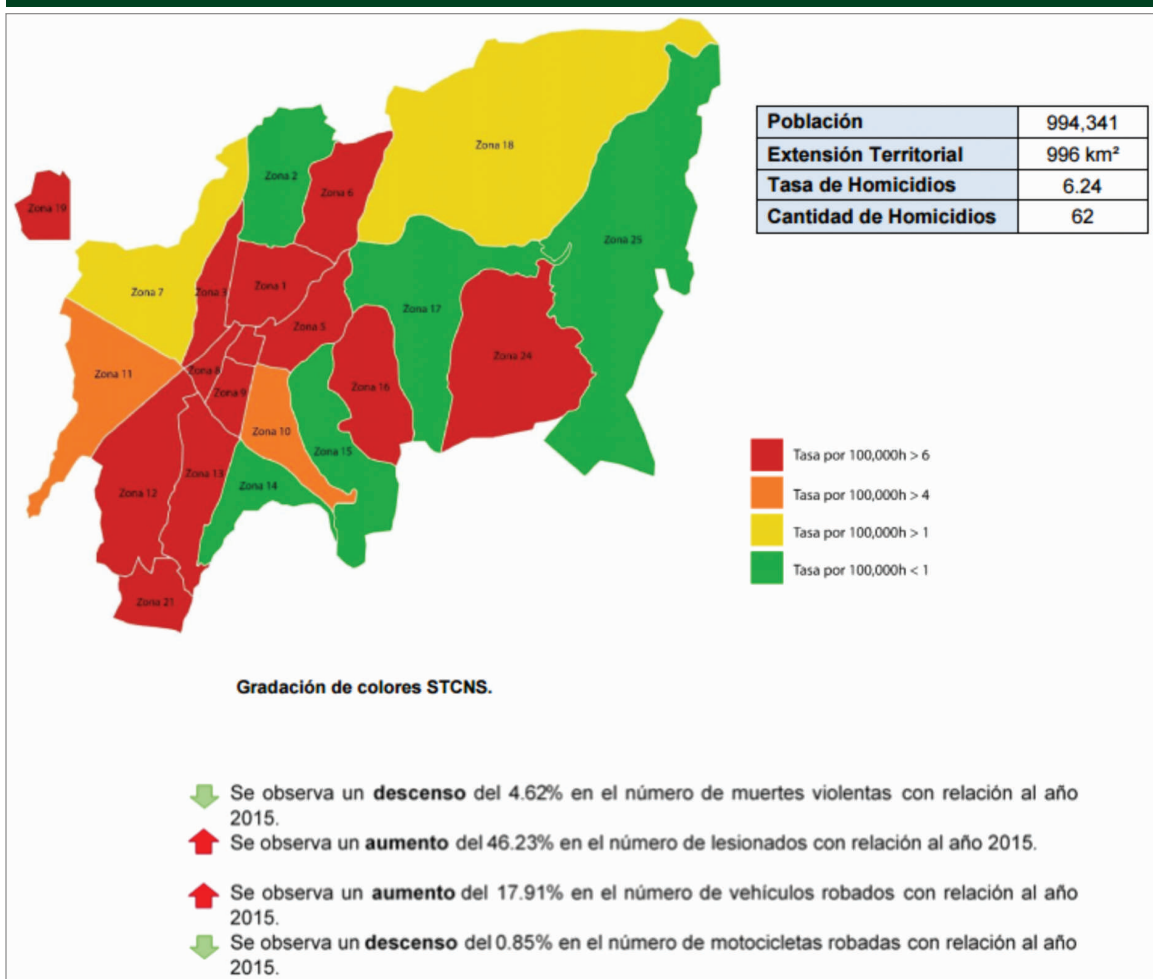 Zona 18
Zona 2
Zona 6
Zona 19
Zona 25
Zona 7
Zona 3
Zona 1
Zona 17
Zona 5
Zona 24
Zona 11
Zona 8
Zona 9
Zona 16
Zona 10
Zona 15
Zona 13
Zona 14
Zona 12
Zona 21
Población 994,341
Extensión Territorial 996 km²
Tasa de Homicidios 6.24
Cantidad de Homicidios 62
Tasa por 100,000h > 6
Tasa por 100,000h > 4
Tasa por 100,000h > 1
Tasa por 100,000h < 1
Gradación de colores STCNS.
Se observa un descenso del 4.62% en el número de muertes violentas con relación al año
2015.
Se observa un aumento del 46.23% en el número de lesionados con relación al año 2015.
Se observa un aumento del 17.91% en el número de vehículos robados con relación al año
2015.
Se observa un descenso del 0.85% en el número de motocicletas robadas con relación al año
2015.